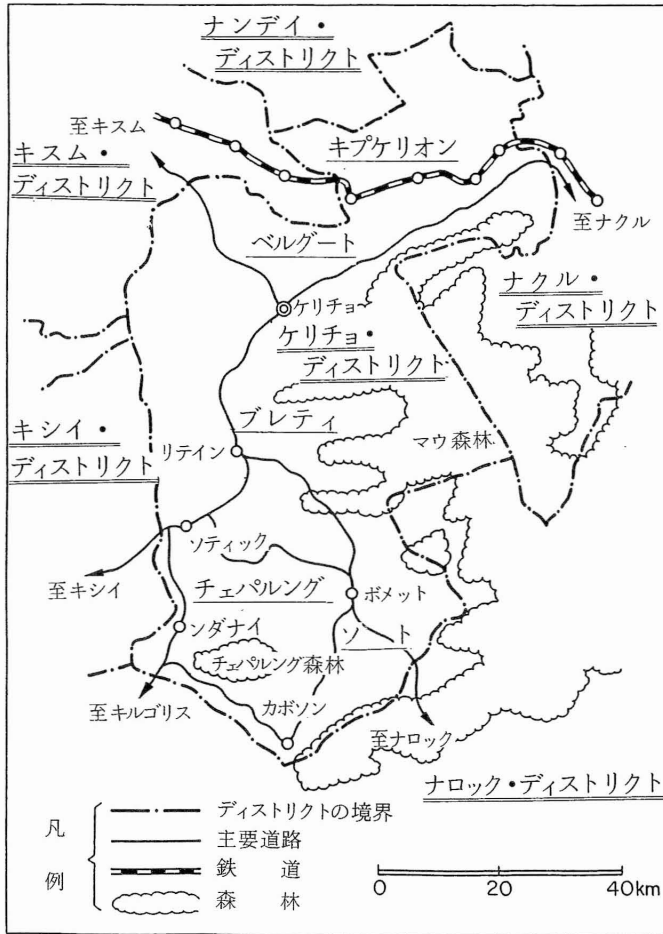 ナンデイ・
ディストリクト
至キスム
キプケリオン
キスム・
ディストリクト
至ナクル
ベルグート
ナクル・
ディストリクト
ケリチョ
ケリチョ・
ディストリクト
ブレティ
キシイ・
ディストリクト
リテイン
マウ森林
ソティック
至キシイ
チェパルング
ボメット
ンダナイ
ソト
チェパルング森林
至キルゴリス
カボソン
至ナロック
ナロック・ディストリクト
凡例
ディストリクトの境界
主要道路
鉄道
森林
0 20 40km